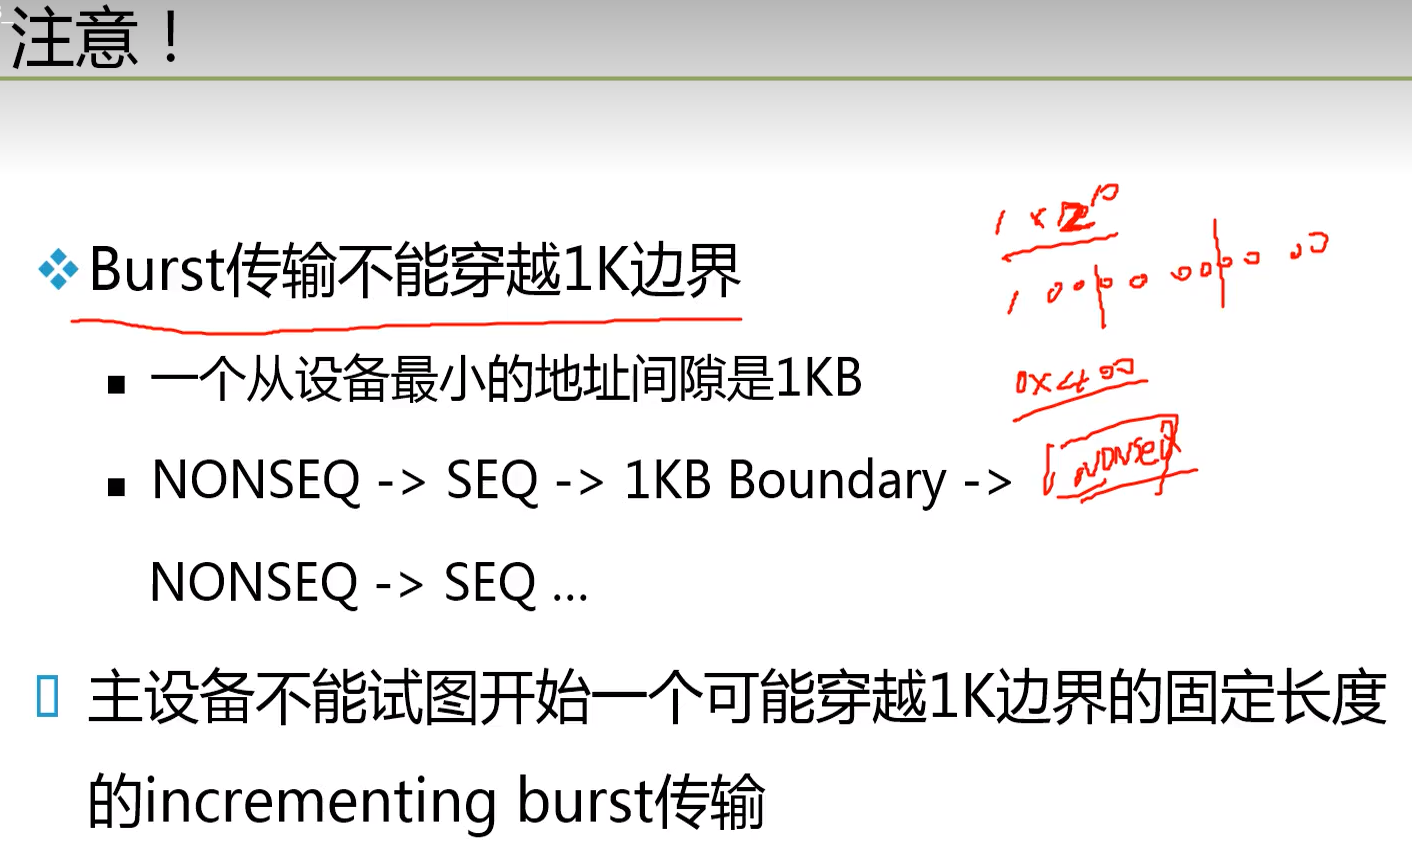 注意！
Burst传输不能穿越1K边界
1 x 2^10
1 00 00 0000 00
一个从设备最小的地址间隙是1KB
0x400
NONSEQ -> SEQ -> 1KB Boundary ->
NONSEQ
NONSEQ -> SEQ ...
主设备不能试图开始一个可能穿越1K边界的固定长度
的incrementing burst传输